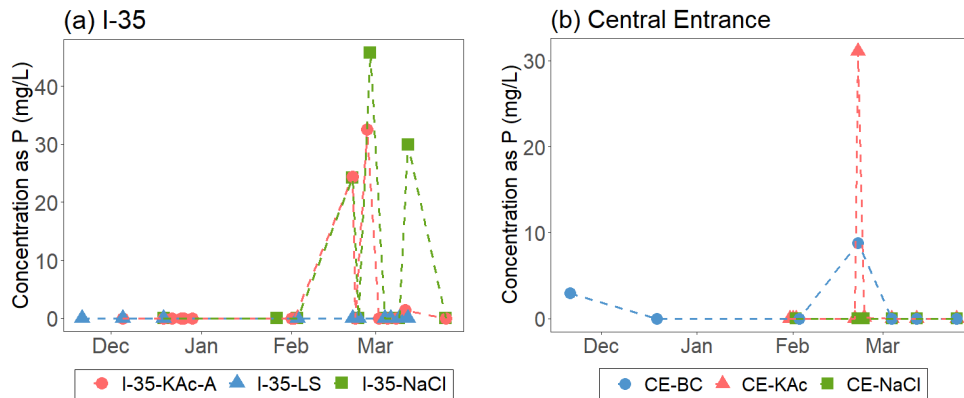 (a) I-35
Concentration as P (mg/L)
40
30
20
10
0
Dec Jan Feb Mar
I-35-KAc-A I-35-LS I-35-NaCl
(b) Central Entrance
Concentration as P (mg/L)
30
20
10
0
Dec Jan Feb Mar
CE-BC CE-KAc CE-NaCl